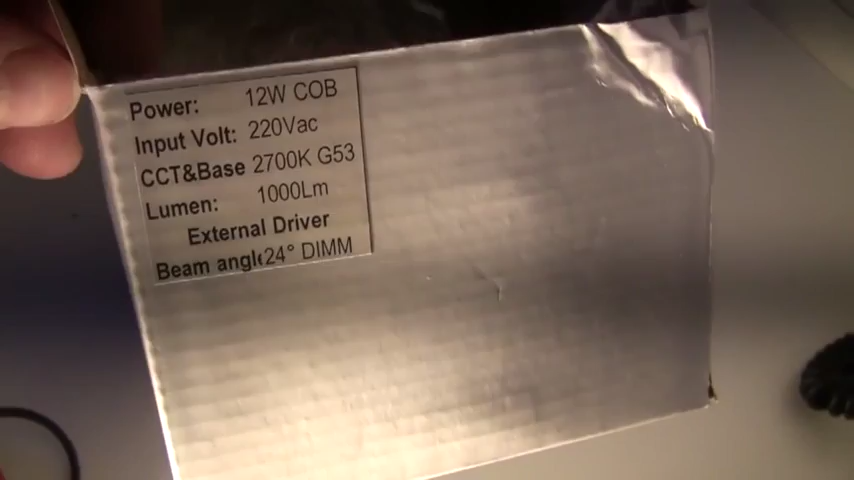 Power: 12W COB
Input Volt: 220Vac
CCT&Base 2700K G53
Lumen: 1000Lm
External Driver
Beam angle 24° DIMM